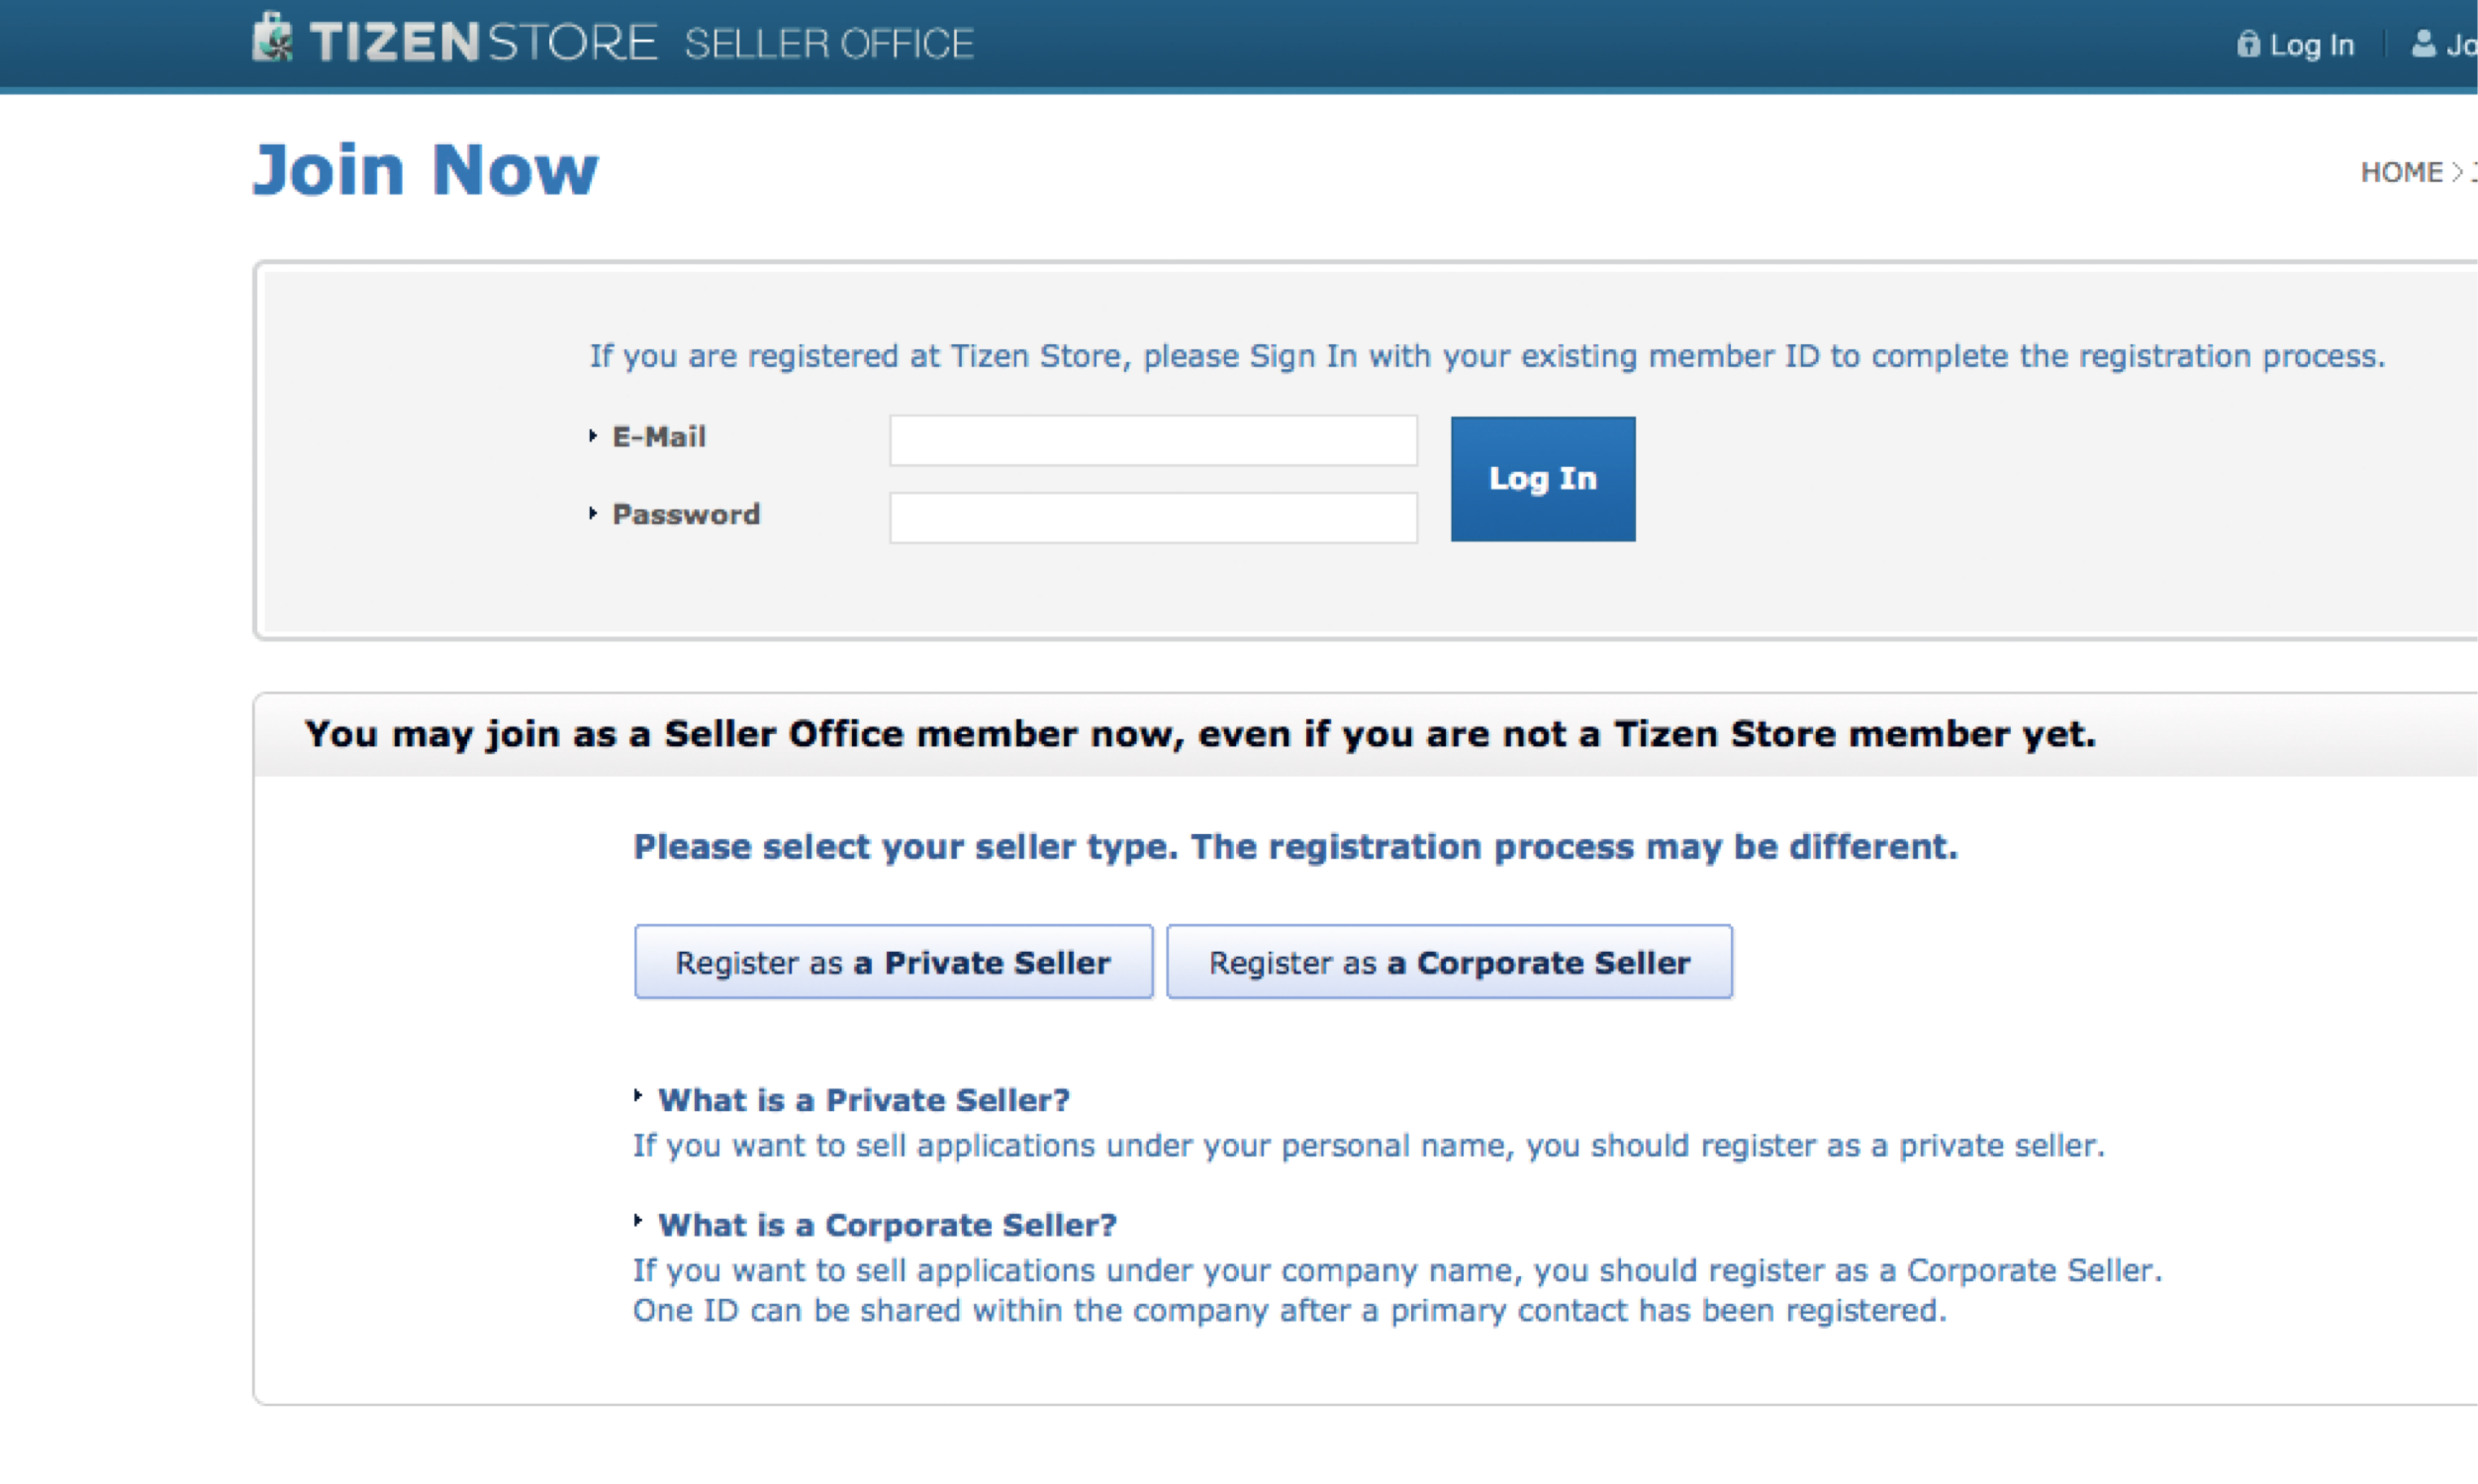 TIZENSTORE SELLER OFFICE
Log In
Join Now
HOME >
If you are registered at Tizen Store, please Sign In with your existing member ID to complete the registration process.
E-Mail
Password
Log In
You may join as a Seller Office member now, even if you are not a Tizen Store member yet.
Please select your seller type. The registration process may be different.
Register as a Private Seller
Register as a Corporate Seller
What is a Private Seller?
If you want to sell applications under your personal name, you should register as a private seller.
What is a Corporate Seller?
If you want to sell applications under your company name, you should register as a Corporate Seller.
One ID can be shared within the company after a primary contact has been registered.